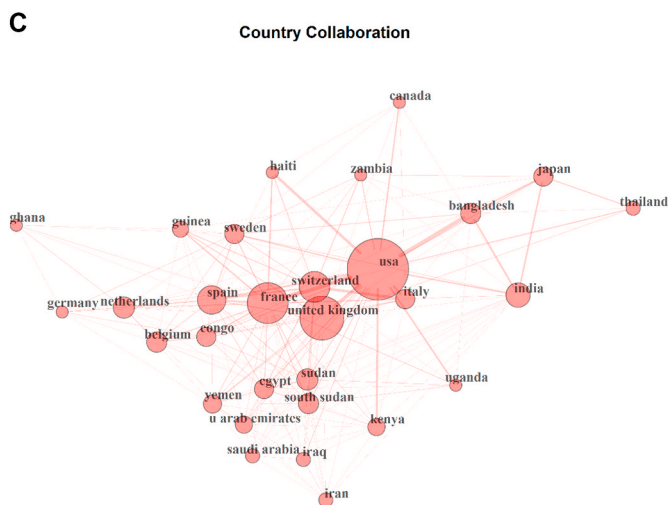 C
Country Collaboration
canada
haiti
zambia
japan
bangladesh
thailand
ghana
guinea
sweden
usa
switzerland
spain
france
italy
india
germany
netherlands
united kingdom
belgium
congo
sudan
egypt
uganda
yemen
south sudan
u arab emirates
kenya
saudi arabia
iraq
iran